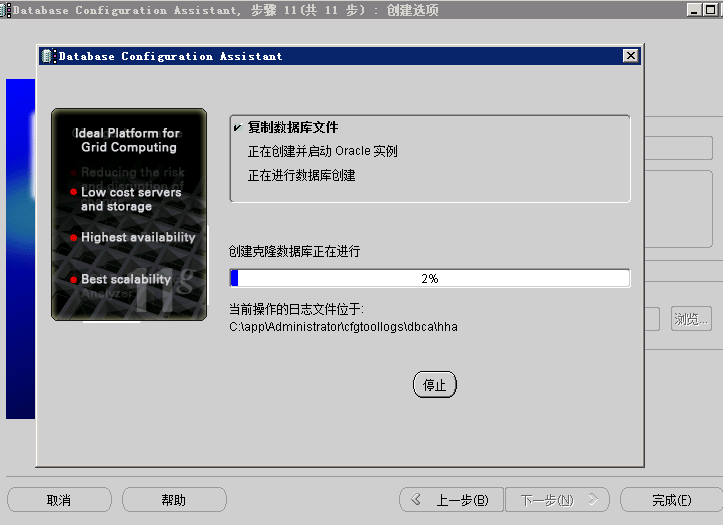 Database Configuration Assistant, 步骤 11(共 11 步) : 创建选项
Database Configuration Assistant
Ideal Platform for
Grid Computing
Reducing the risk
and disruption of
Low cost servers
and storage
Highest availability
Best scalability
Analyzer
11g
复制数据库文件
正在创建并启动 Oracle 实例
正在进行数据库创建
创建克隆数据库正在进行
2%
当前操作的日志文件位于:
C:\app\Administrator\cfgtoollogs\dbca\hha
停止
浏览...
取消
帮助
上一步(B)
下一步(N)
完成(F)